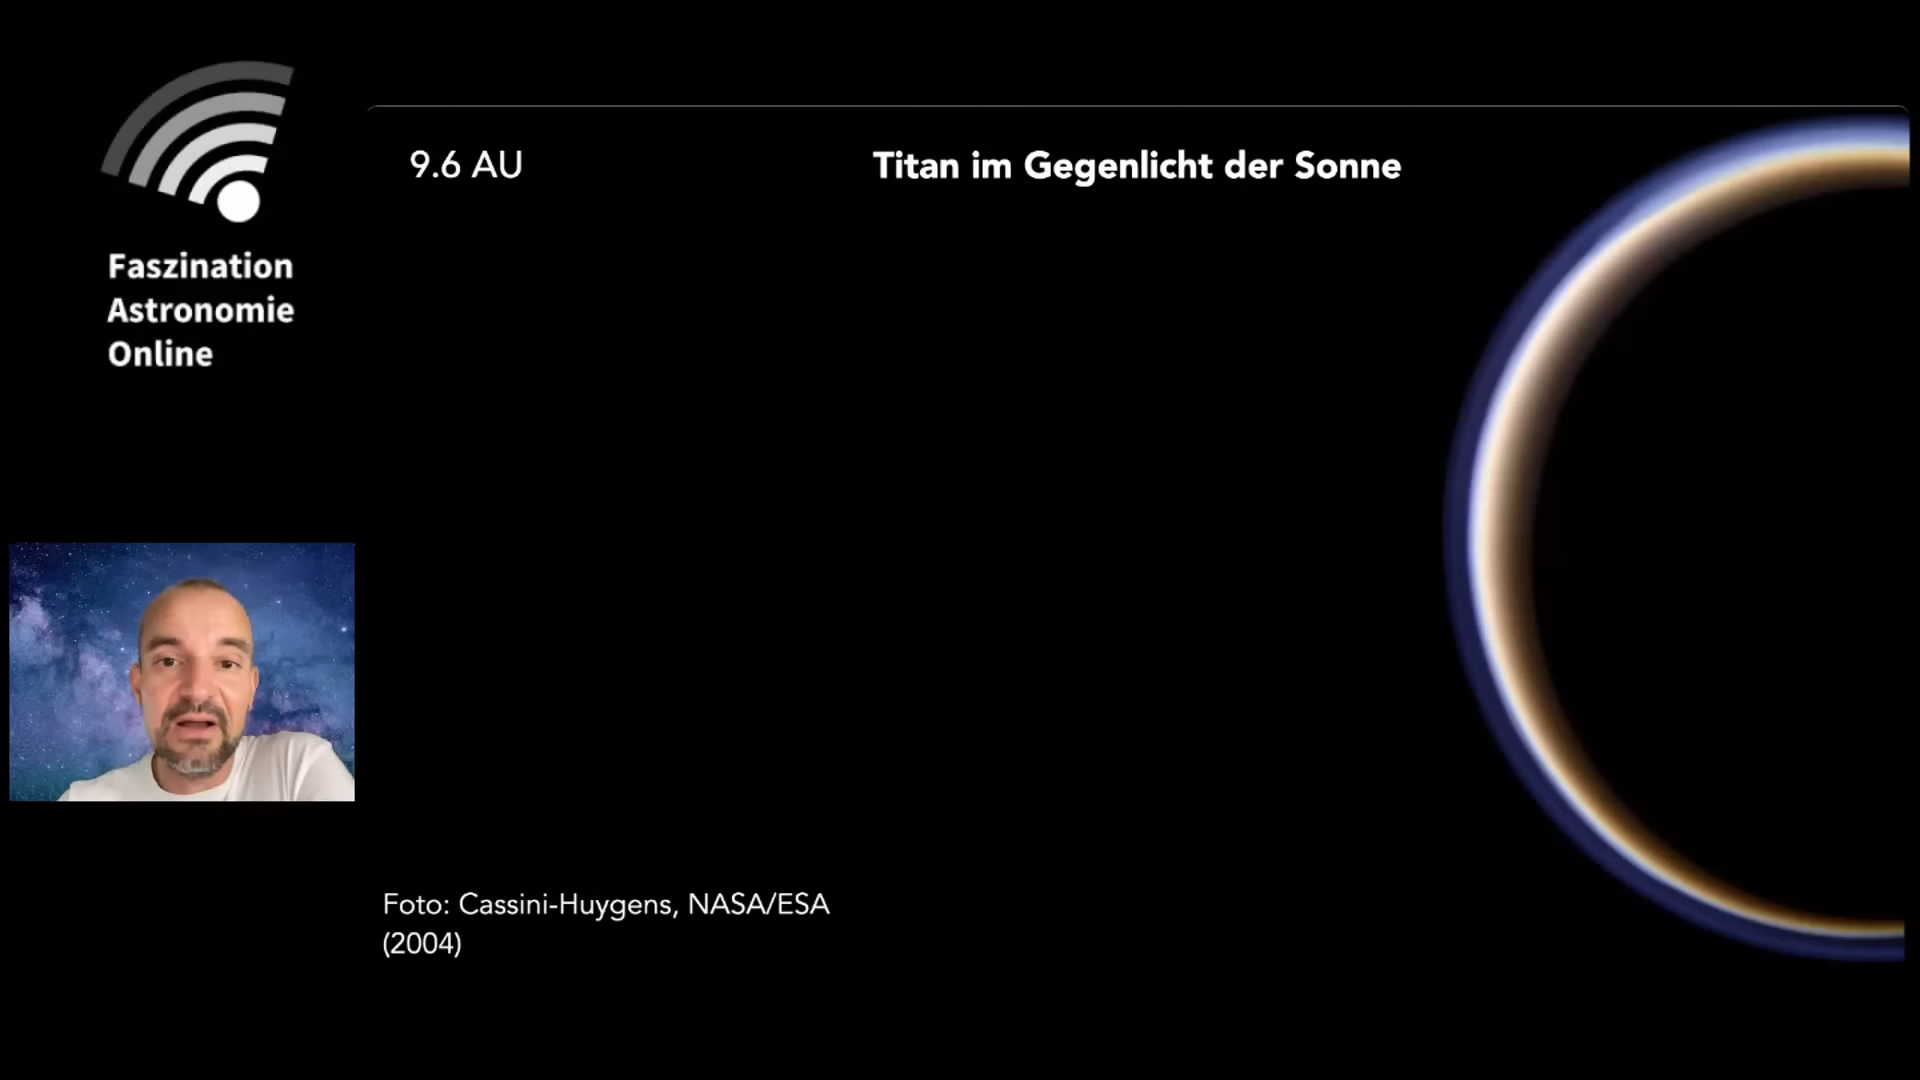 Faszination
Astronomie
Online
9.6 AU
Titan im Gegenlicht der Sonne
Foto: Cassini-Huygens, NASA/ESA
(2004)